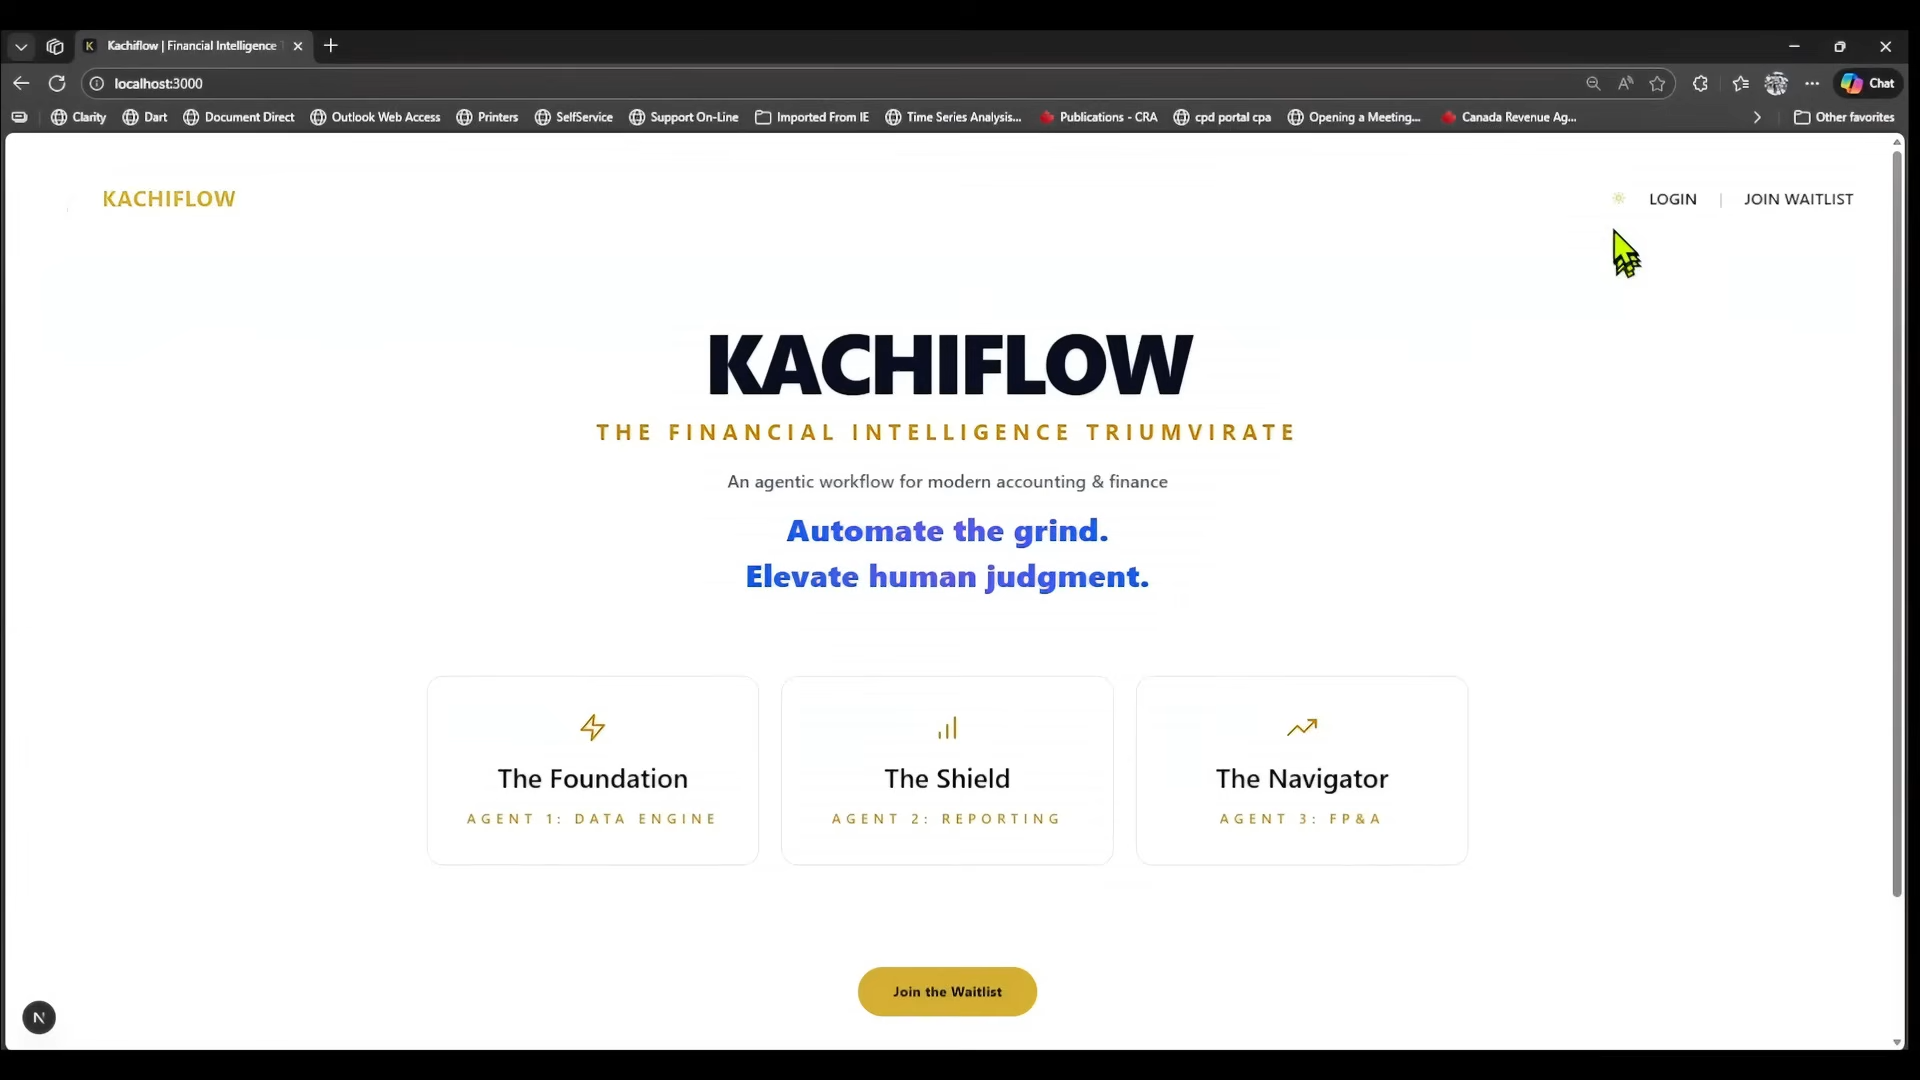 Kachiflow | Financial Intelligence
localhost:3000
Chat
Clarity
Dart
Document Direct
Outlook Web Access
Printers
SelfService
Support On-Line
Imported From IE
Time Series Analysis...
Publications - CRA
cpd portal cpa
Opening a Meeting...
Canada Revenue Ag...
Other favorites
KACHIFLOW
LOGIN | JOIN WAITLIST
KACHIFLOW
THE FINANCIAL INTELLIGENCE TRIUMVIRATE
An agentic workflow for modern accounting & finance
Automate the grind.
Elevate human judgment.
The Foundation
AGENT 1: DATA ENGINE
The Shield
AGENT 2: REPORTING
The Navigator
AGENT 3: FP&A
Join the Waitlist
N